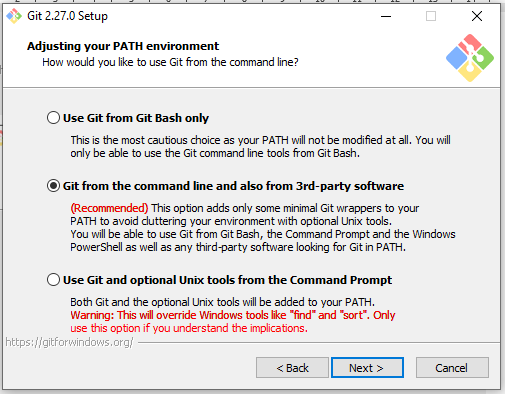 Git 2.27.0 Setup
Adjusting your PATH environment
How would you like to use Git from the command line?
Use Git from Git Bash only
This is the most cautious choice as your PATH will not be modified at all. You will
only be able to use the Git command line tools from Git Bash.
Git from the command line and also from 3rd-party software
(Recommended) This option adds only some minimal Git wrappers to your
PATH to avoid cluttering your environment with optional Unix tools.
You will be able to use Git from Git Bash, the Command Prompt and the Windows
PowerShell as well as any third-party software looking for Git in PATH.
Use Git and optional Unix tools from the Command Prompt
Both Git and the optional Unix tools will be added to your PATH.
Warning: This will override Windows tools like "find" and "sort". Only
use this option if you understand the implications.
https://gitforwindows.org/
< Back
Next >
Cancel